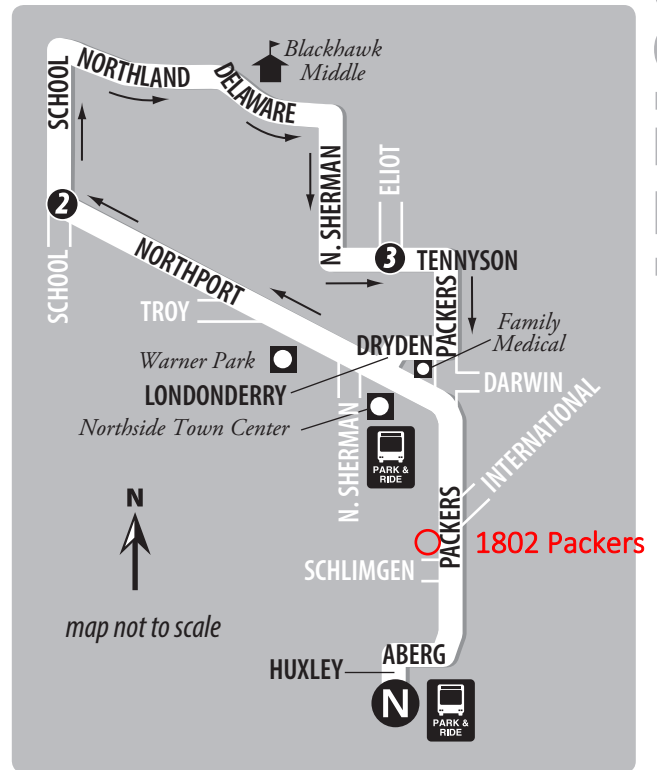 Blackhawk
Middle
NORTHLAND
DELAWARE
SCHOOL
ELIOT
N. SHERMAN
2
3
TENNYSON
SCHOOL
NORTHPORT
PACKERS
TROY
Family
Medical
DRYDEN
Warner Park
DARWIN
LONDONDERRY
INTERNATIONAL
Northside Town Center
N. SHERMAN
PARK &
RIDE
PACKERS
N
1802 Packers
SCHLIMGEN
map not to scale
ABERG
HUXLEY
N
PARK &
RIDE